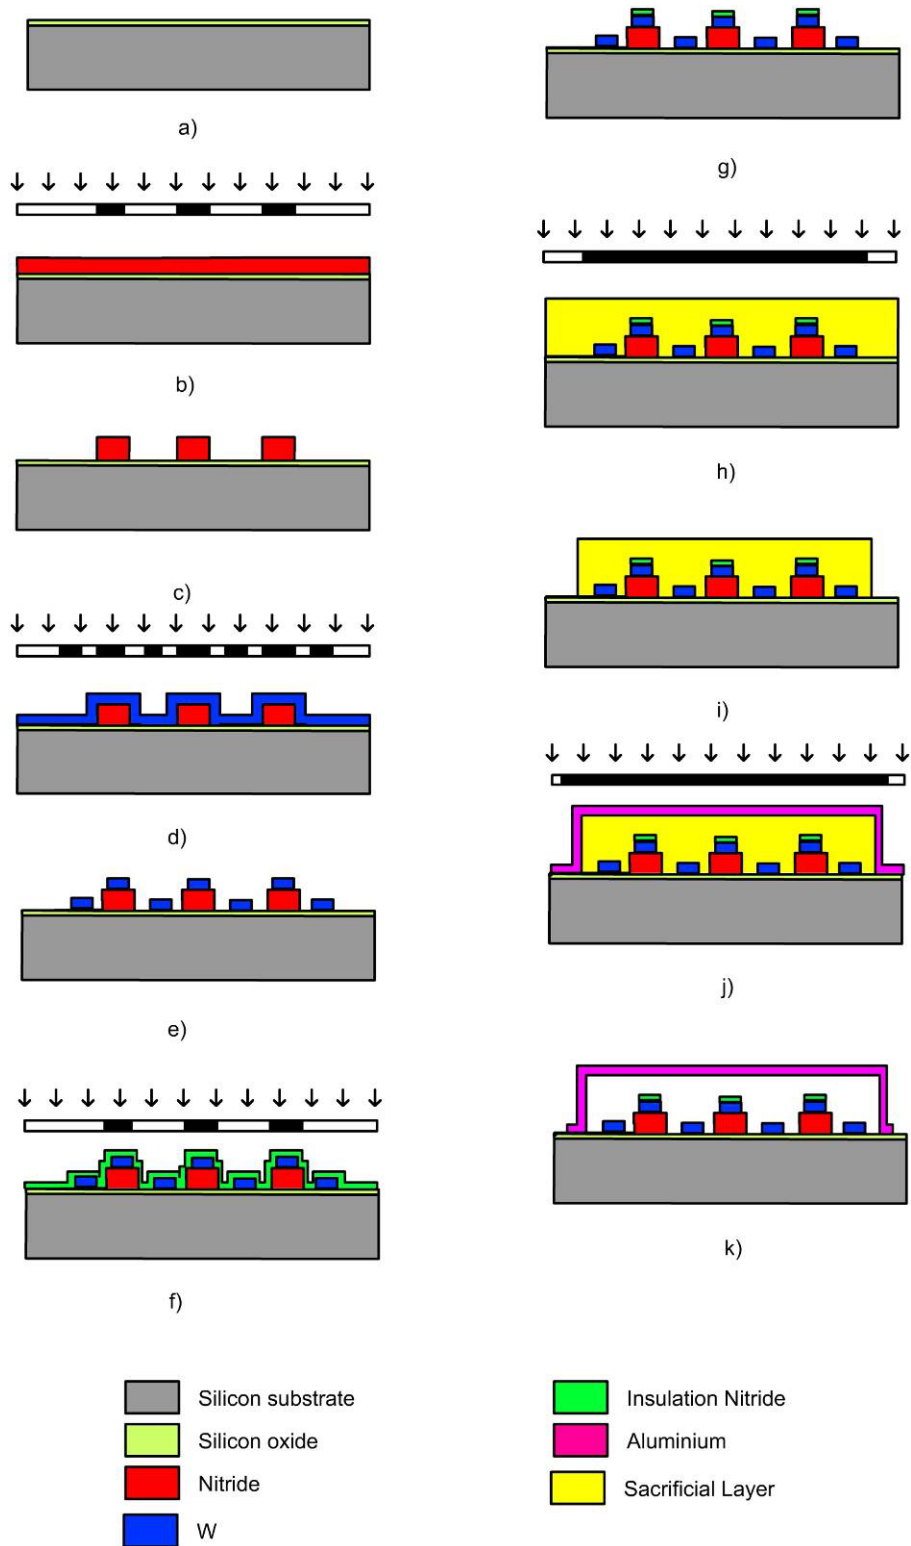 a)
b)
c)
d)
e)
f)
g)
h)
i)
j)
k)
Silicon substrate
Silicon oxide
Nitride
W
Insulation Nitride
Aluminium
Sacrificial Layer